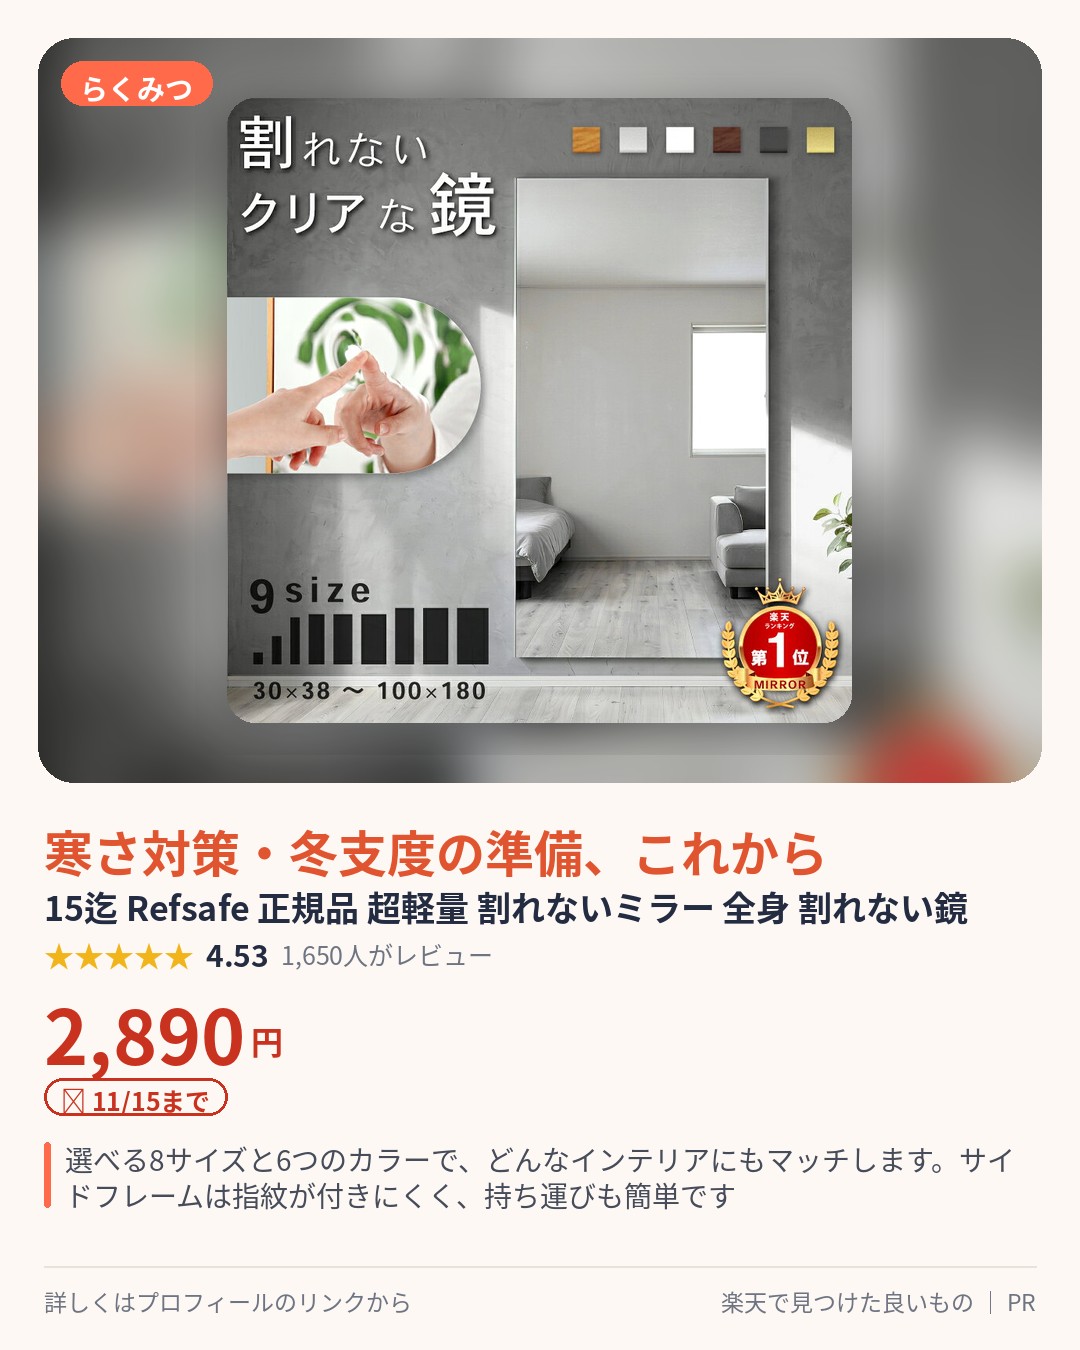 らくみつ
割れない
クリアな鏡
9 size
30×38 ～ 100×180
楽天
ランキング
第1位
MIRROR
寒さ対策・冬支度の準備、これから
15迄 Refsafe 正規品 超軽量 割れないミラー 全身 割れない鏡
★★★★★ 4.53 1,650人がレビュー
2,890円
11/15まで
選べる8サイズと6つのカラーで、どんなインテリアにもマッチします。サイ
ドフレームは指紋が付きにくく、持ち運びも簡単です
詳しくはプロフィールのリンクから
楽天で見つけた良いもの｜PR